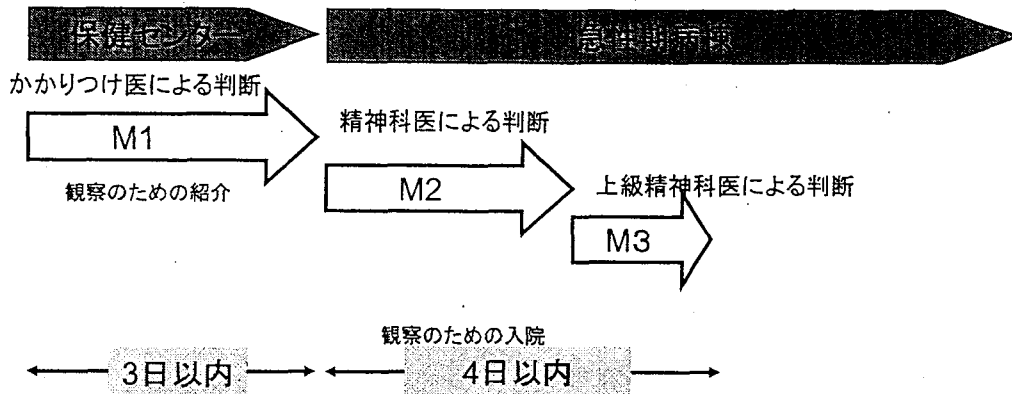 保健センター
急性期病棟
かかりつけ医による判断
M1
観察のための紹介
精神科医による判断
M2
上級精神科医による判断
M3
観察のための入院
3日以内
4日以内